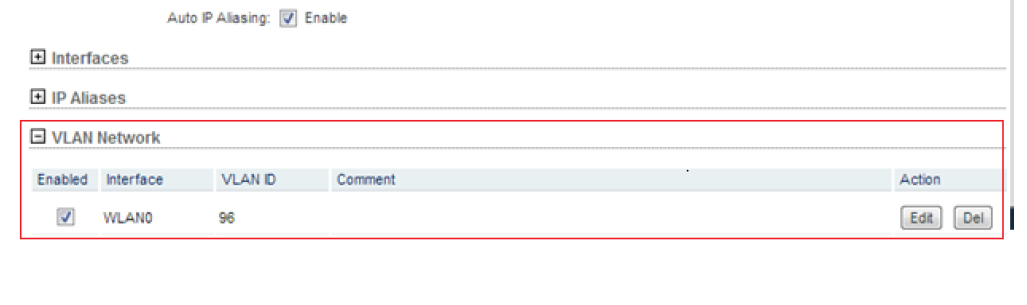 Auto IP Aliasing: Enable
Interfaces
IP Aliases
VLAN Network
Enabled Interface VLAN ID Comment Action
WLAN0 96 Edit Del